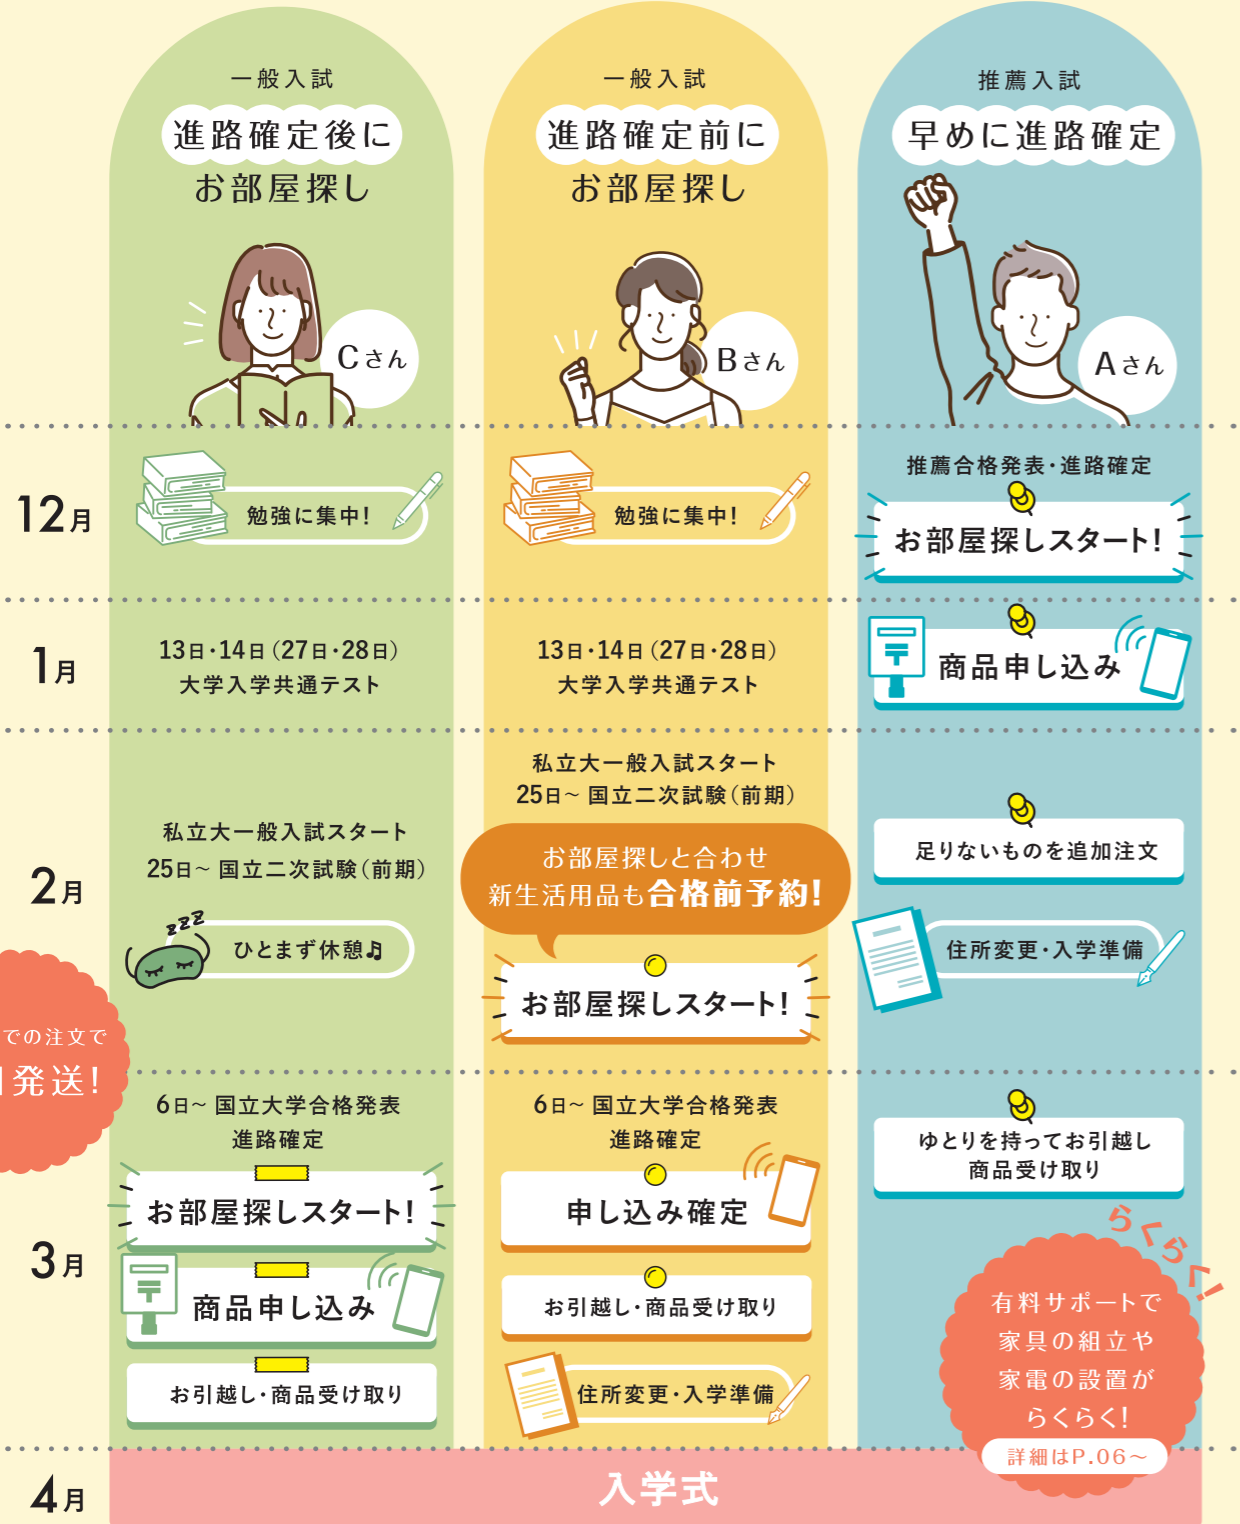 一般入試
進路確定後に
お部屋探し
Cさん
一般入試
進路確定前に
お部屋探し
Bさん
推薦入試
早めに進路確定
Aさん
12月
勉強に集中!
勉強に集中!
推薦合格発表・進路確定
お部屋探しスタート!
1月
13日・14日(27日・28日)
大学入学共通テスト
13日・14日(27日・28日)
大学入学共通テスト
商品申し込み
2月
私立大一般入試スタート
25日〜国立二次試験(前期)
zzz
ひとまず休憩♫
私立大一般入試スタート
25日〜国立二次試験(前期)
お部屋探しと合わせ
新生活用品も合格前予約!
お部屋探しスタート!
足りないものを追加注文
住所変更・入学準備
での注文で
発送!
3月
6日〜国立大学合格発表
進路確定
お部屋探しスタート!
商品申し込み
お引越し・商品受け取り
6日〜国立大学合格発表
進路確定
申し込み確定
お引越し・商品受け取り
住所変更・入学準備
ゆとりを持ってお引越し
商品受け取り
らくらく!
有料サポートで
家具の組立や
家電の設置が
らくらく!
詳細はP.06〜
4月
入学式